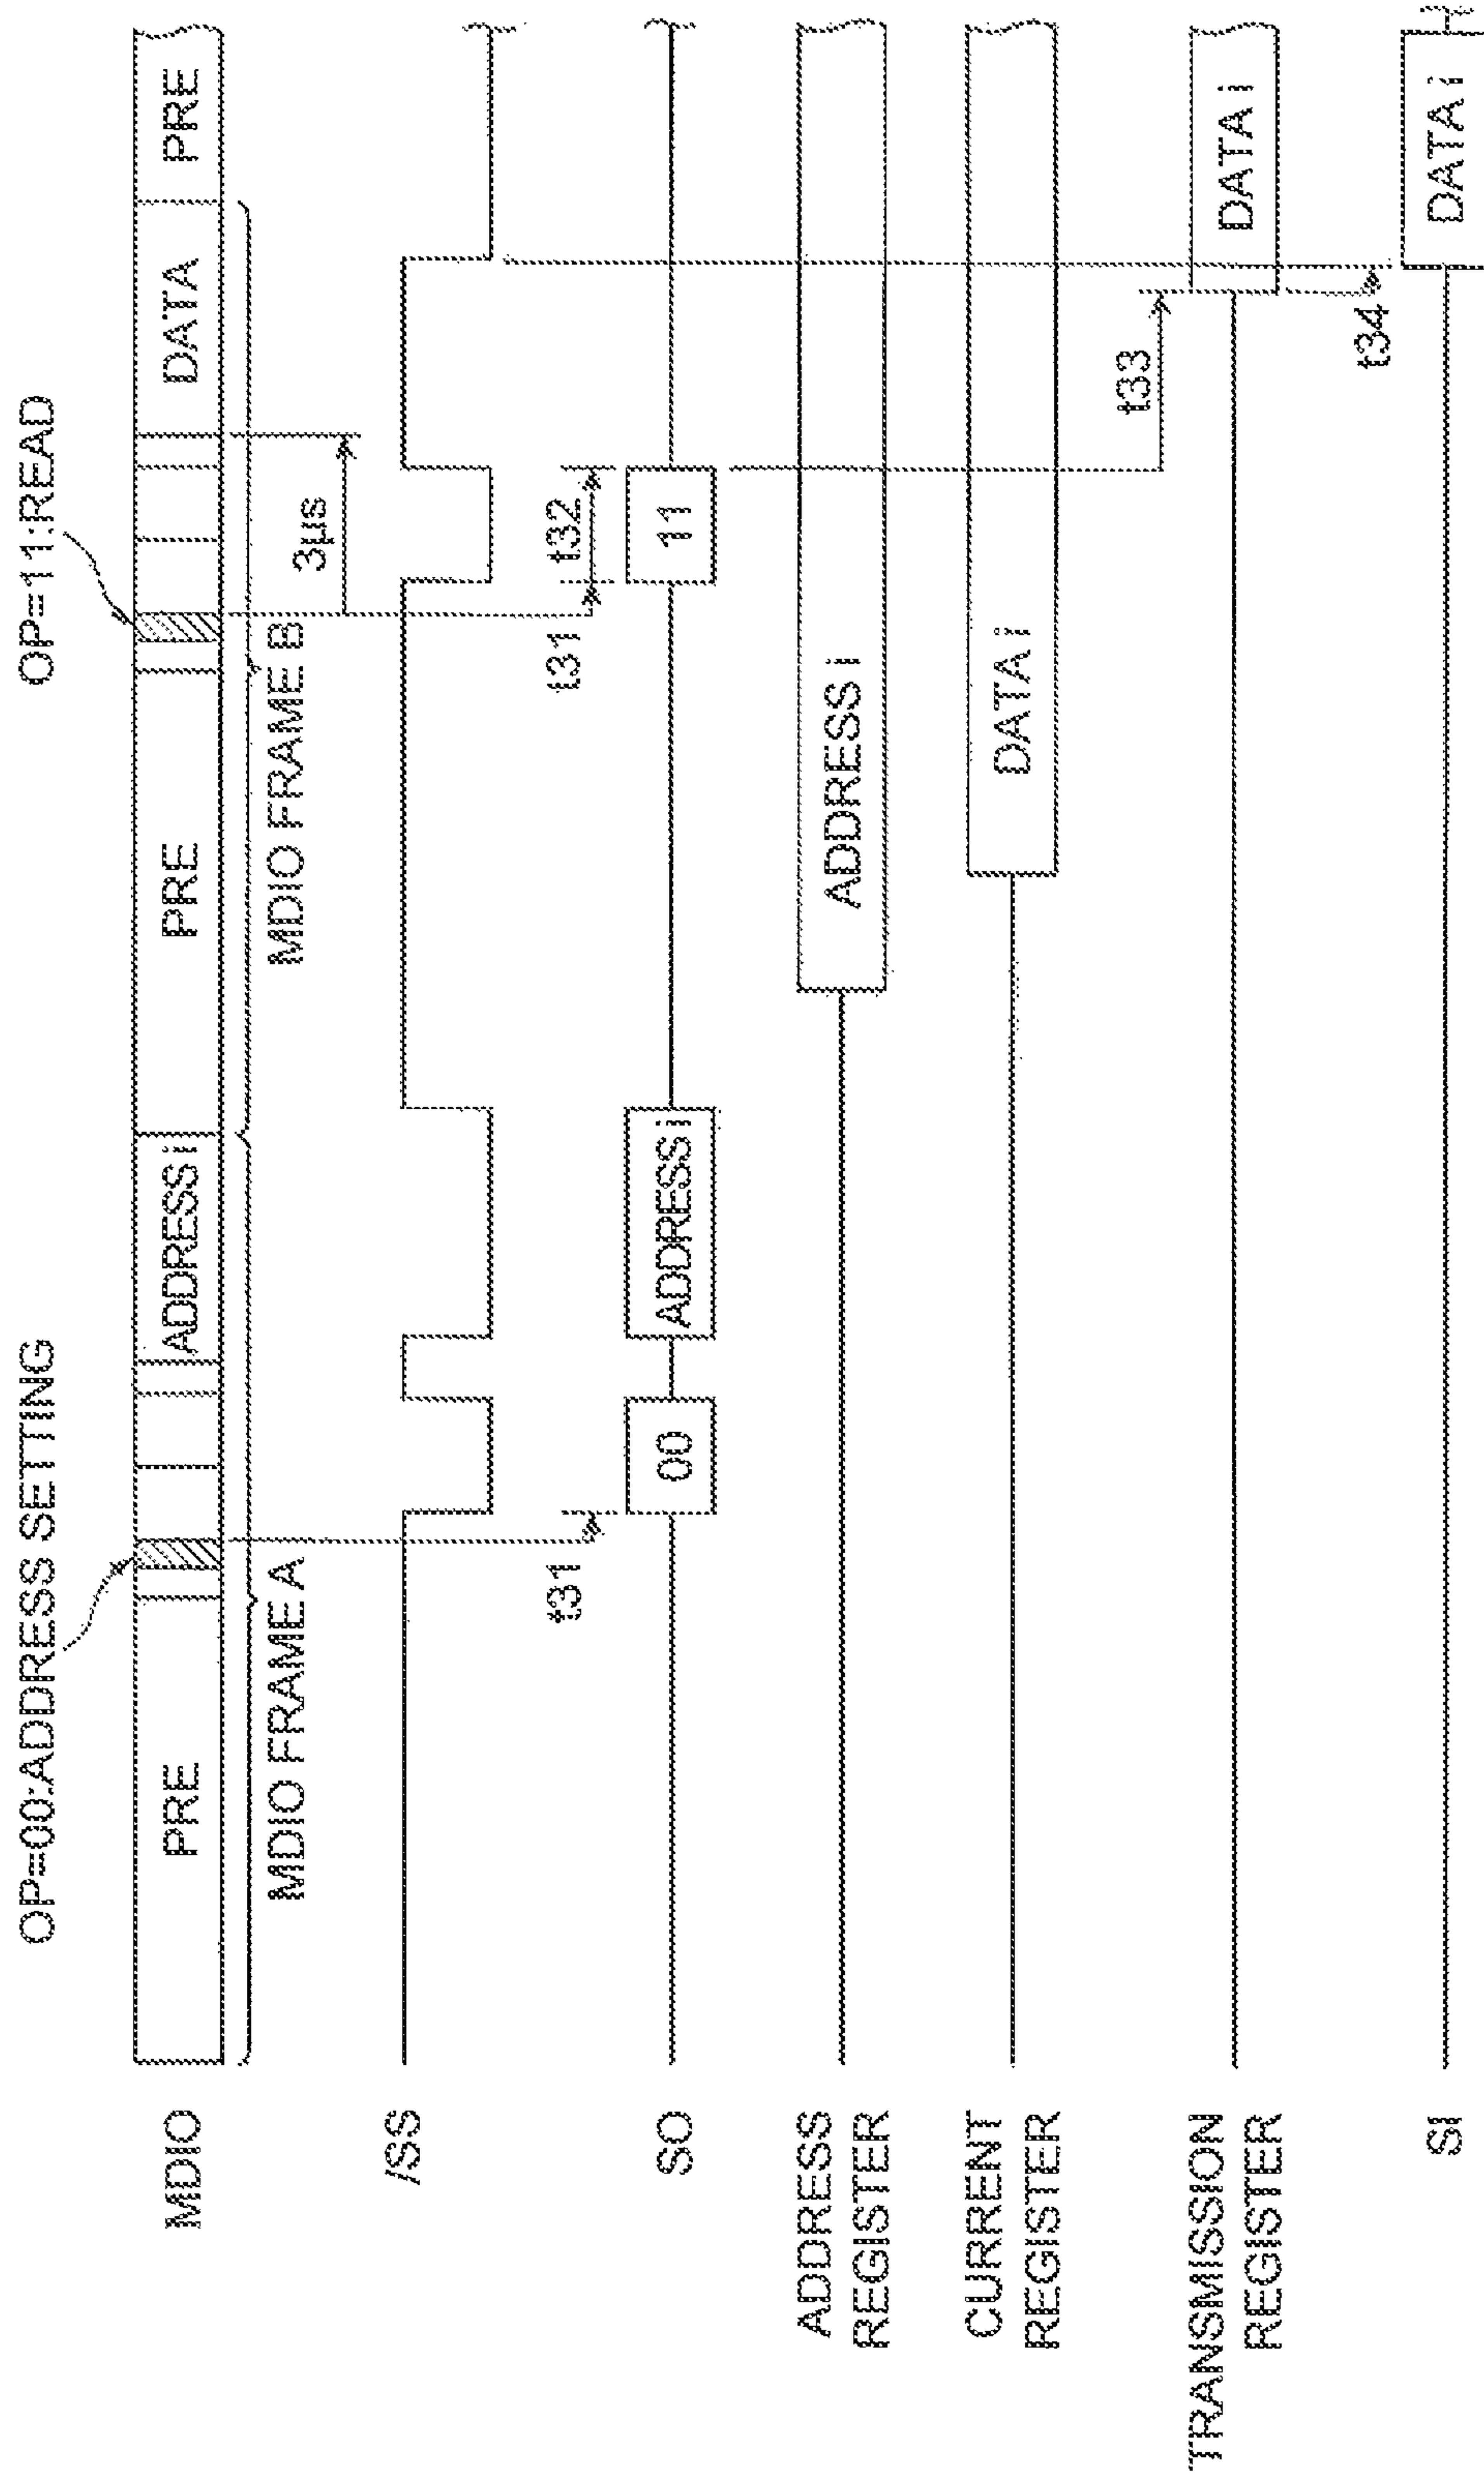 OP=00:ADDRESS SETTING
OP=11:READ
MDIO
PRE
ADDRESS i
PRE
DATA
PRE
MDIO FRAME A
MDIO FRAME B
3µs
/SS
t31
t31
t32
SO
00
ADDRESS i
11
ADDRESS
REGISTER
ADDRESS i
CURRENT
REGISTER
DATA i
t33
TRANSMISSION
REGISTER
DATA i
t34
SI
DATA i